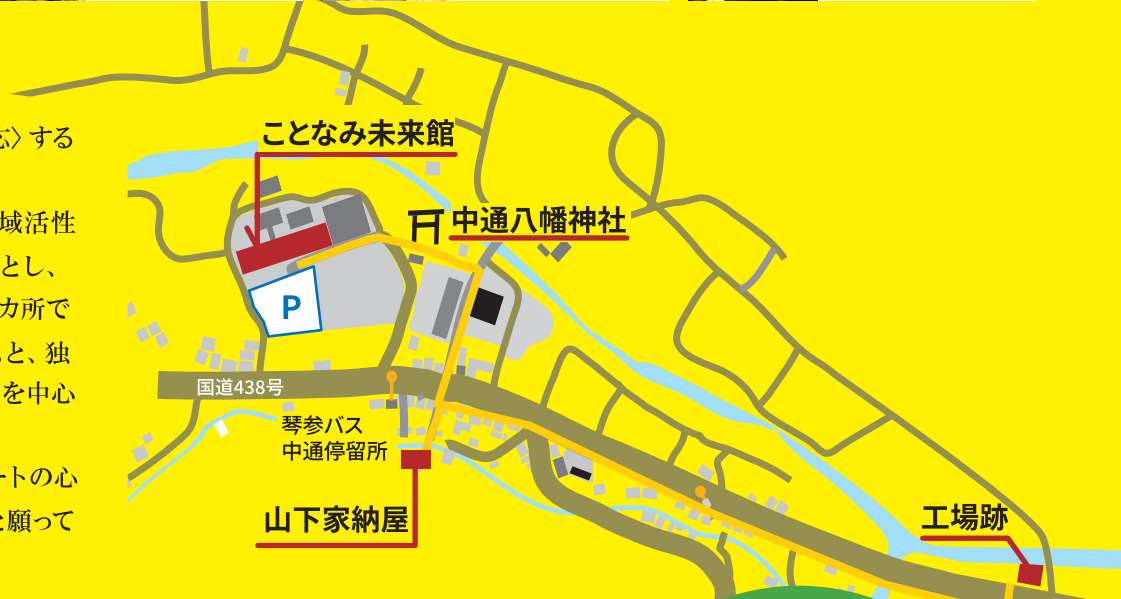 〉する
域活性
とし、
カ所で
と、独
を中心
ートの心
と願って
ことなみ未来館
中通八幡神社
P
国道438号
琴参バス
中通停留所
山下家納屋
工場跡